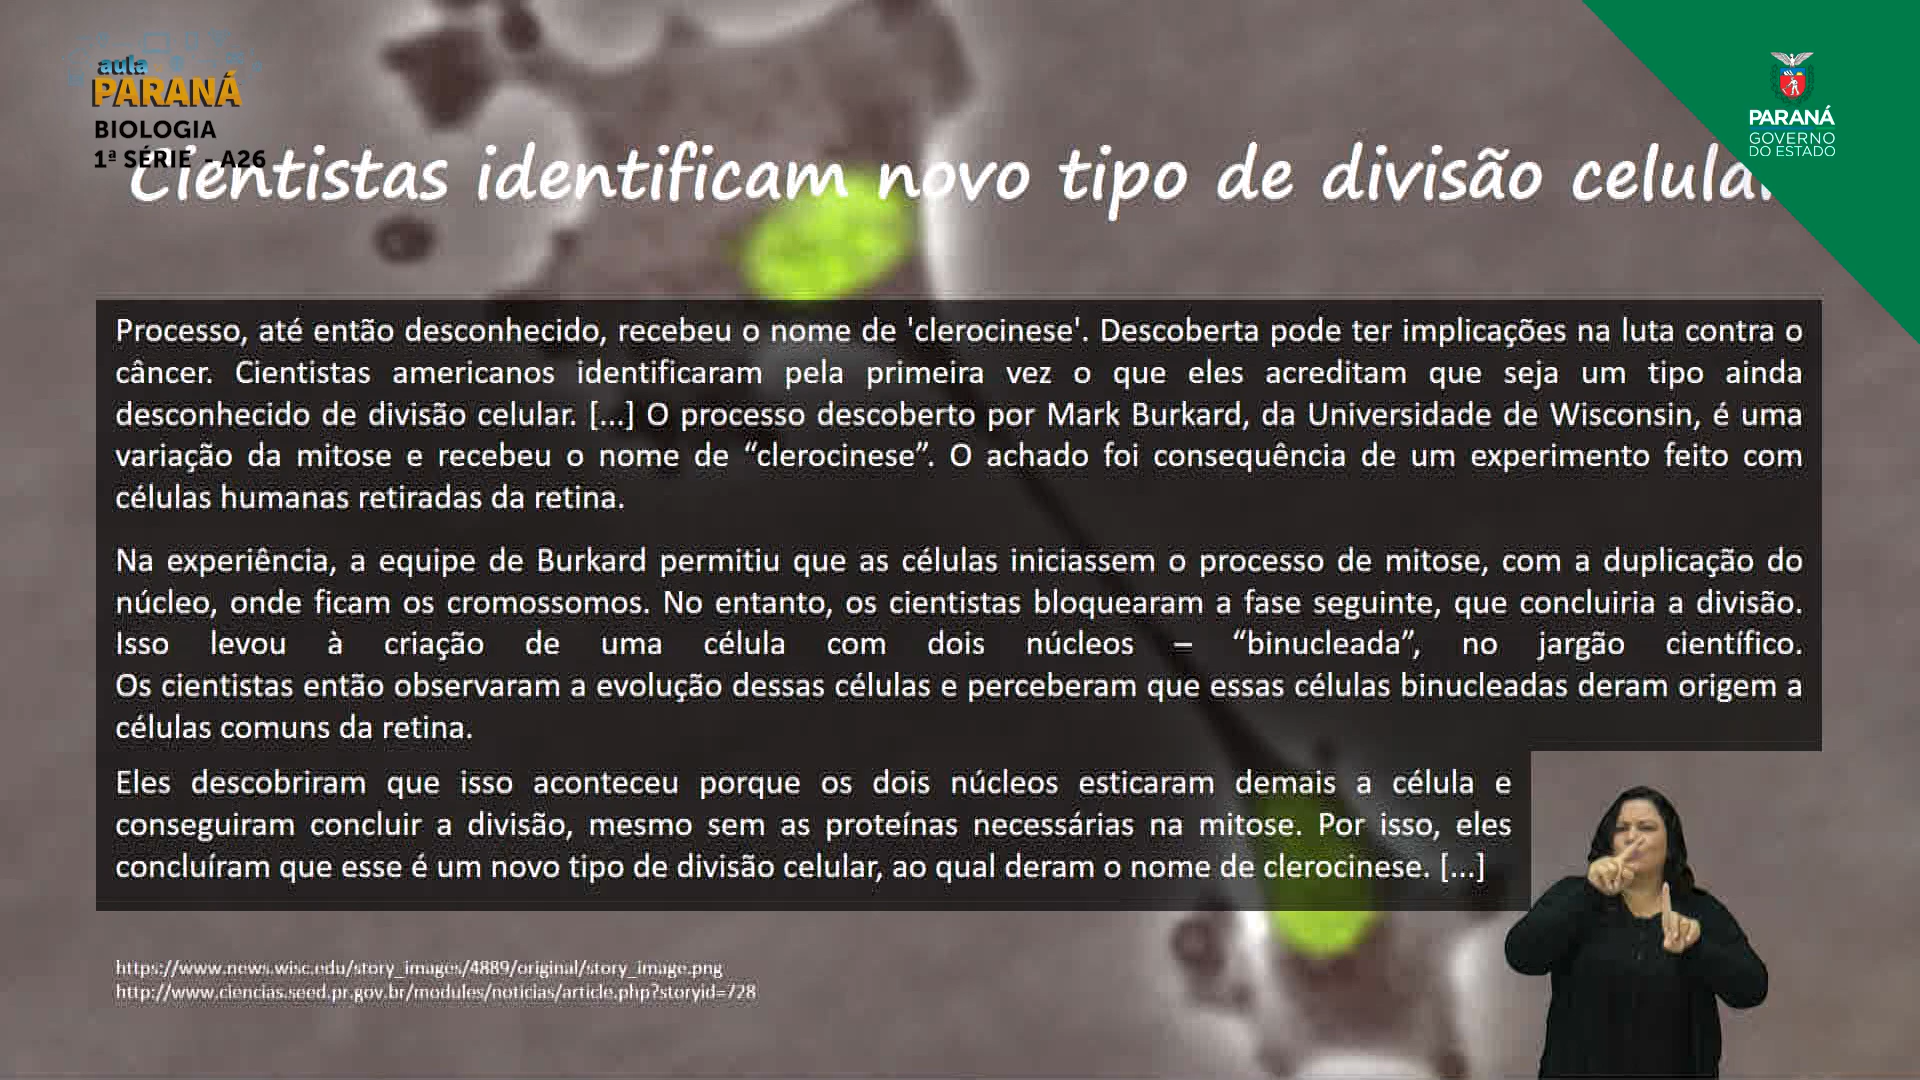 aula
PARANÁ
BIOLOGIA
1ª SÉRIE - A26
PARANÁ
GOVERNO
DO ESTADO
Cientistas identificam novo tipo de divisão celular
Processo, até então desconhecido, recebeu o nome de 'clerocinese'. Descoberta pode ter implicações na luta contra o
câncer. Cientistas americanos identificaram pela primeira vez o que eles acreditam que seja um tipo ainda
desconhecido de divisão celular. [...] O processo descoberto por Mark Burkard, da Universidade de Wisconsin, é uma
variação da mitose e recebeu o nome de “clerocinese”. O achado foi consequência de um experimento feito com
células humanas retiradas da retina.
Na experiência, a equipe de Burkard permitiu que as células iniciassem o processo de mitose, com a duplicação do
núcleo, onde ficam os cromossomos. No entanto, os cientistas bloquearam a fase seguinte, que concluiria a divisão.
Isso levou à criação de uma célula com dois núcleos – “binucleada”, no jargão científico.
Os cientistas então observaram a evolução dessas células e perceberam que essas células binucleadas deram origem a
células comuns da retina.
Eles descobriram que isso aconteceu porque os dois núcleos esticaram demais a célula e
conseguiram concluir a divisão, mesmo sem as proteínas necessárias na mitose. Por isso, eles
concluíram que esse é um novo tipo de divisão celular, ao qual deram o nome de clerocinese. [...]
https://www.news.wisc.edu/story_images/4889/original/story_image.png
http://www.ciencias.seed.pr.gov.br/modules/noticias/article.php?storyid=728